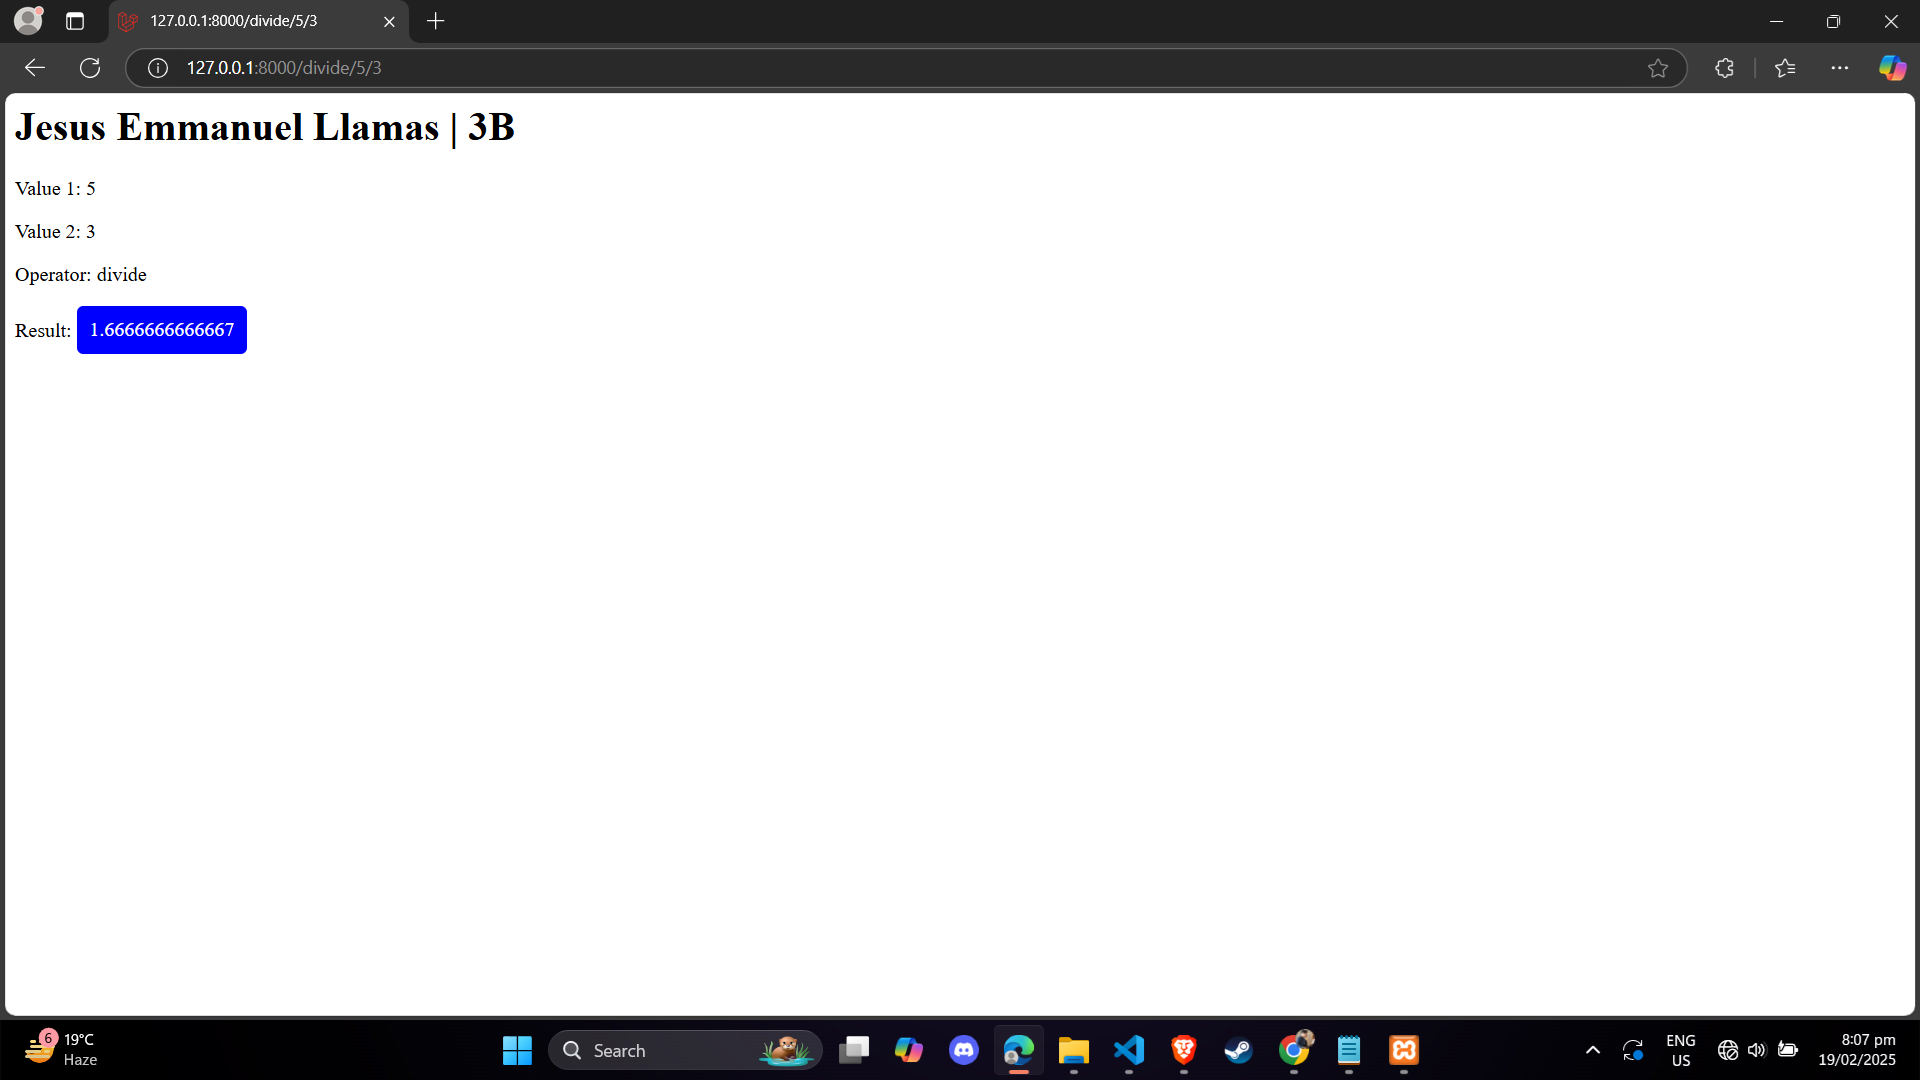 127.0.0.1:8000/divide/5/3
127.0.0.1:8000/divide/5/3
Jesus Emmanuel Llamas | 3B
Value 1: 5
Value 2: 3
Operator: divide
Result: 1.6666666666667
6
19°C
Haze
Search
ENG
US
8:07 pm
19/02/2025